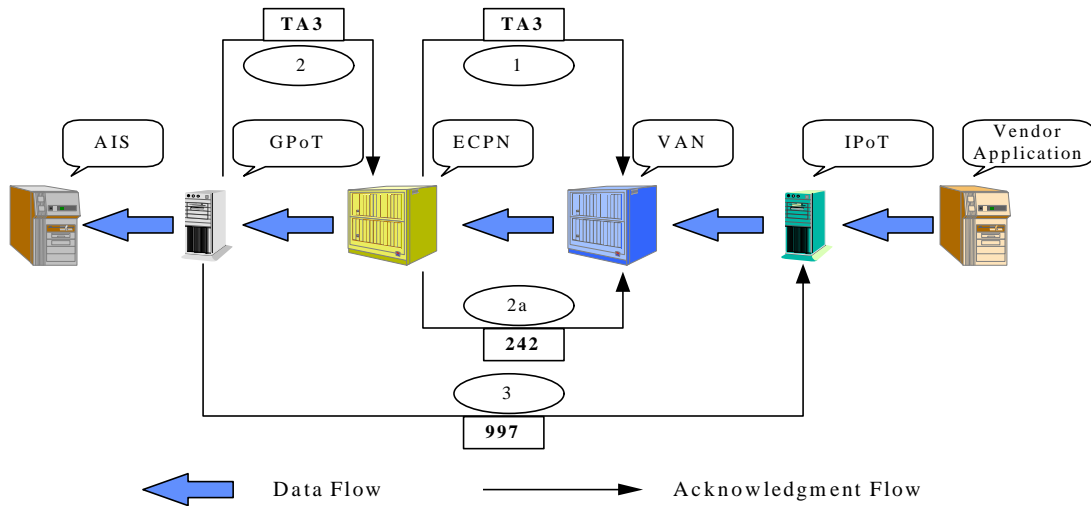 TA3
TA3
2
1
AIS
GPoT
ECPN
VAN
IPoT
Vendor
Application
2a
242
3
997
Data Flow
Acknowledgment Flow